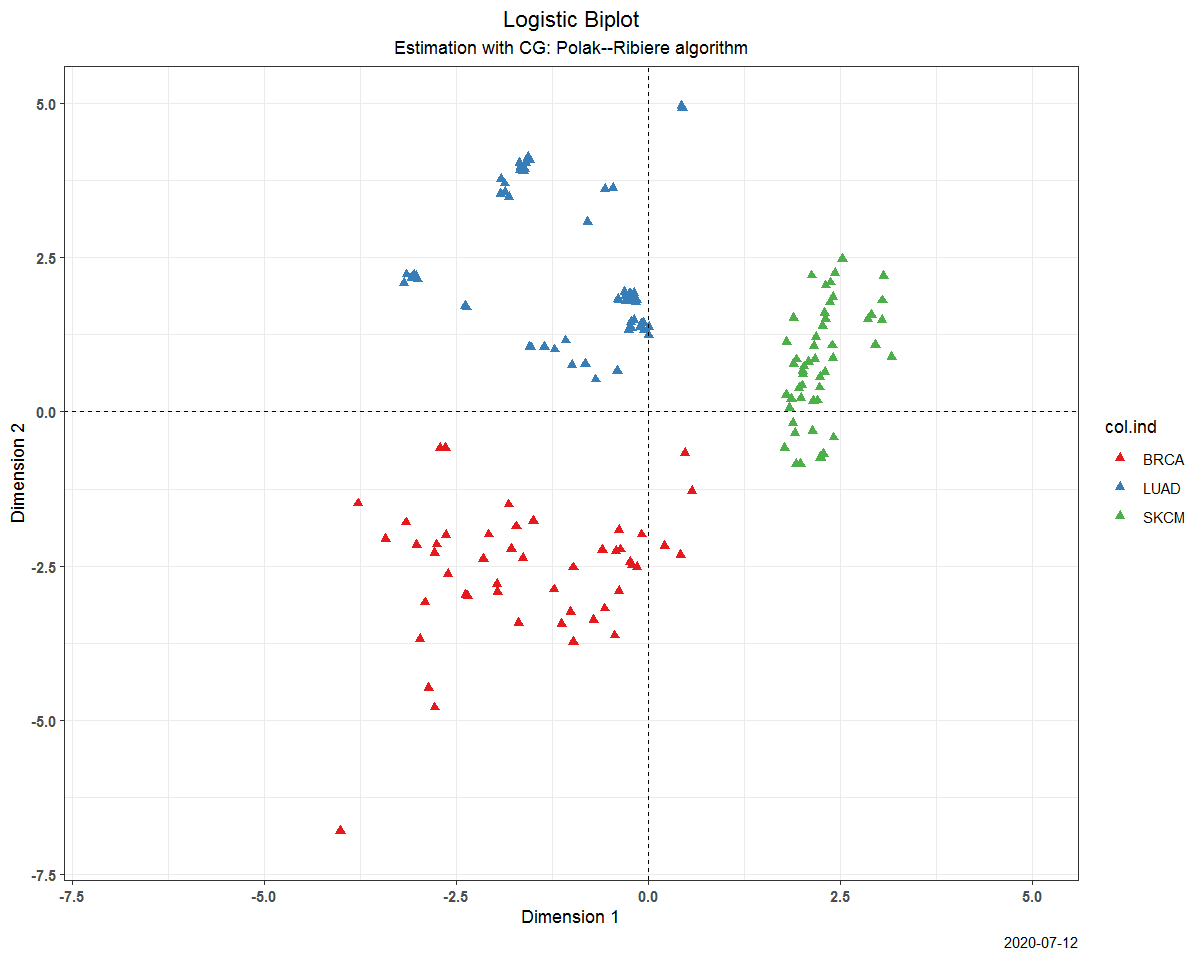 Logistic Biplot
Estimation with CG: Polak--Ribiere algorithm
5.0
2.5
0.0
-2.5
-5.0
-7.5
Dimension 2
-7.5 -5.0 -2.5 0.0 2.5 5.0
Dimension 1
col.ind
BRCA
LUAD
SKCM
2020-07-12